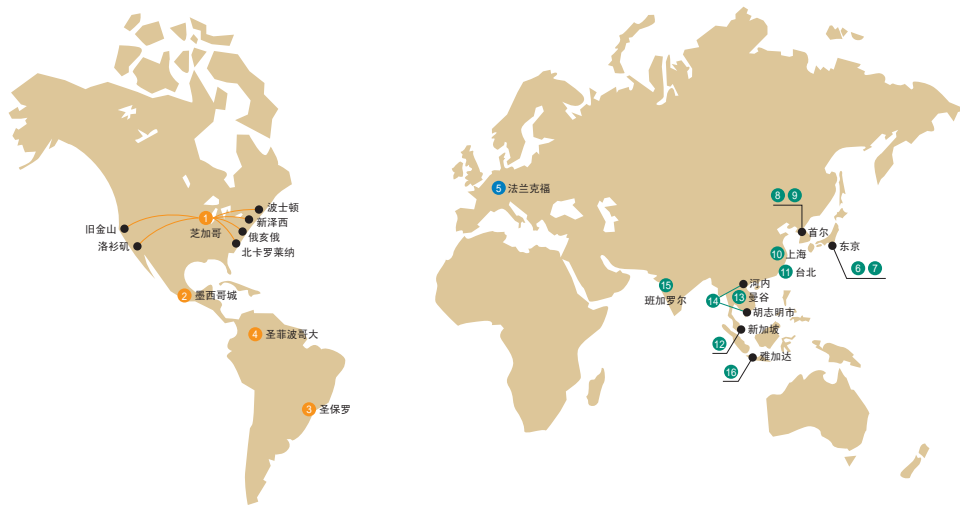 旧金山
洛杉矶
1
芝加哥
波士顿
新泽西
俄亥俄
北卡罗莱纳
2 墨西哥城
4 圣菲波哥大
3 圣保罗
5 法兰克福
8 9
首尔
东京
6 7
10 上海
11 台北
15
班加罗尔
河内
14
13 曼谷
胡志明市
新加坡
12
雅加达
16